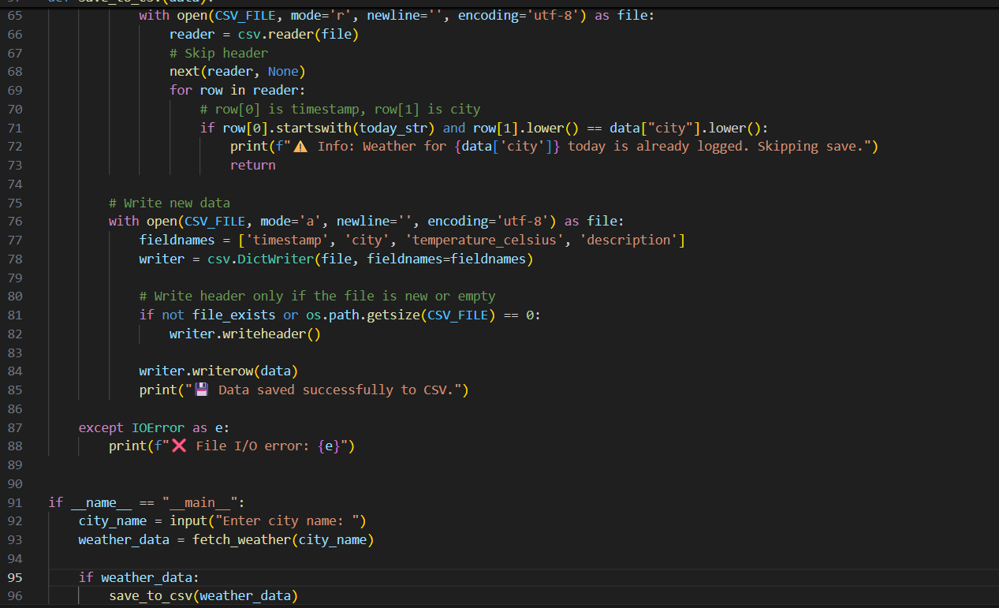 65 with open(CSV_FILE, mode='r', newline='', encoding='utf-8') as file:
66 reader = csv.reader(file)
67 # Skip header
68 next(reader, None)
69 for row in reader:
70 # row[0] is timestamp, row[1] is city
71 if row[0].startswith(today_str) and row[1].lower() == data["city"].lower():
72 print(f"⚠️ Info: Weather for {data['city']} today is already logged. Skipping save.")
73 return
74
75 # Write new data
76 with open(CSV_FILE, mode='a', newline='', encoding='utf-8') as file:
77 fieldnames = ['timestamp', 'city', 'temperature_celsius', 'description']
78 writer = csv.DictWriter(file, fieldnames=fieldnames)
79
80 # Write header only if the file is new or empty
81 if not file_exists or os.path.getsize(CSV_FILE) == 0:
82 writer.writeheader()
83
84 writer.writerow(data)
85 print("💾 Data saved successfully to CSV.")
86
87 except IOError as e:
88 print(f"❌ File I/O error: {e}")
89
90
91 if __name__ == "__main__":
92 city_name = input("Enter city name: ")
93 weather_data = fetch_weather(city_name)
94
95 if weather_data:
96 save_to_csv(weather_data)